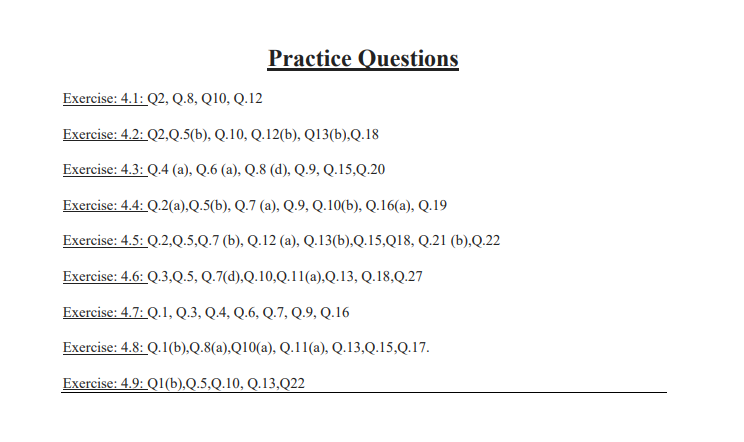 Practice Questions
Exercise: 4.1: Q2, Q.8, Q10, Q.12
Exercise: 4.2: Q2,Q.5(b), Q.10, Q.12(b), Q13(b),Q.18
Exercise: 4.3: Q.4 (a), Q.6 (a), Q.8 (d), Q.9, Q.15,Q.20
Exercise: 4.4: Q.2(a),Q.5(b), Q.7 (a), Q.9, Q.10(b), Q.16(a), Q.19
Exercise: 4.5: Q.2,Q.5,Q.7 (b), Q.12 (a), Q.13(b),Q.15,Q18, Q.21 (b),Q.22
Exercise: 4.6: Q.3,Q.5, Q.7(d),Q.10,Q.11(a),Q.13, Q.18,Q.27
Exercise: 4.7: Q.1, Q.3, Q.4, Q.6, Q.7, Q.9, Q.16
Exercise: 4.8: Q.1(b),Q.8(a),Q10(a), Q.11(a), Q.13,Q.15,Q.17.
Exercise: 4.9: Q1(b),Q.5,Q.10, Q.13,Q22